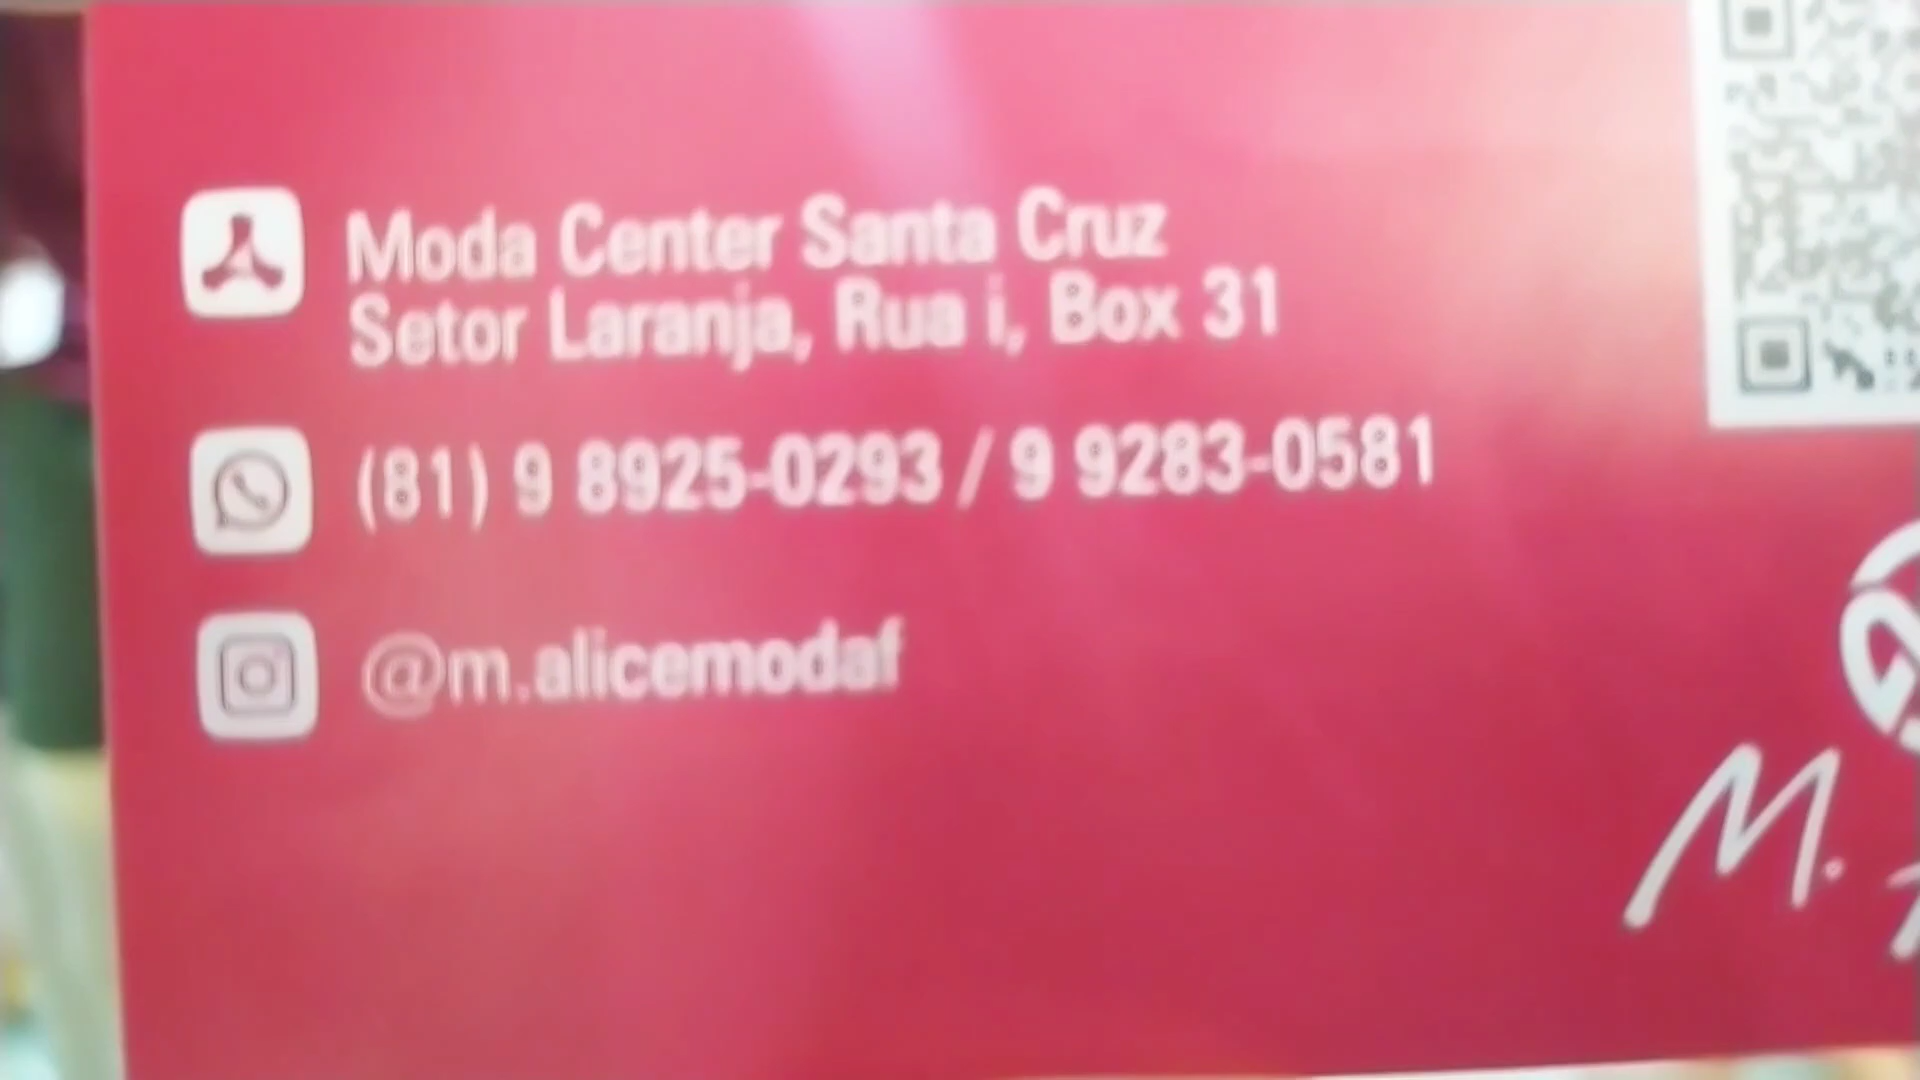 Moda Center Santa Cruz
Setor Laranja, Rua i, Box 31
(81) 9 8925-0293 / 9 9283-0581
@m.alicemodaf
M.